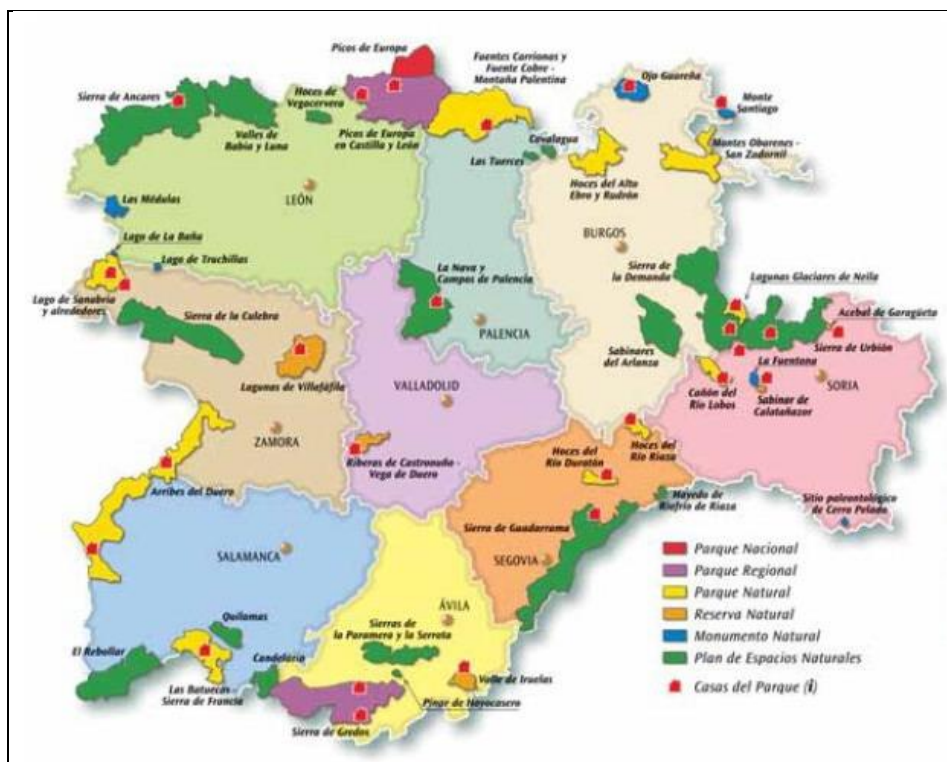 Picos de Europa
Fuentes Carrionas y
Fuente Cobre -
Montaña Palentina
Ojo Guareña
Monte
Santiago
Sierra de Ancares
Hoces de
Vegacervera
Valles de
Babia y Luna
Picos de Europa
en Castilla y León
Covalagua
Las Tuerces
Montes Obarenes -
San Zadornil
Hoces del Alto
Ebro y Rudrón
Las Médulas
LEÓN
BURGOS
Lago de La Baña
Lago de Truchillas
Sierra de
la Demanda
Lagunas Glaciares de Neila
La Nava y
Campos de Palencia
Lago de Sanabria
y alrededores
Sierra de la Culebra
Acebal de Garagüeta
PALENCIA
Sabinares
del Arlanza
Sierra de Urbión
La Fuentona
Lagunas de Villafáfila
VALLADOLID
SORIA
Cañón del
Río Lobos
Sabinar de
Calatañazor
ZAMORA
Riberas de Castronuño -
Vega de Duero
Hoces del
Río Duratón
Hoces del
Río Riaza
Arribes del Duero
Hayedo de
Riofrío de Riaza
Sitio paleontológico
de Cerro Pelado
Sierra de Guadarrama
SALAMANCA
SEGOVIA
Parque Nacional
Parque Regional
Parque Natural
Reserva Natural
Monumento Natural
Plan de Espacios Naturales
Casas del Parque (i)
ÁVILA
Quilamas
Sierras de
la Paramera y la Serrota
El Rebollar
Candelario
Valle de Iruelas
Las Batuecas -
Sierra de Francia
Pinar de Hoyocasero
Sierra de Gredos